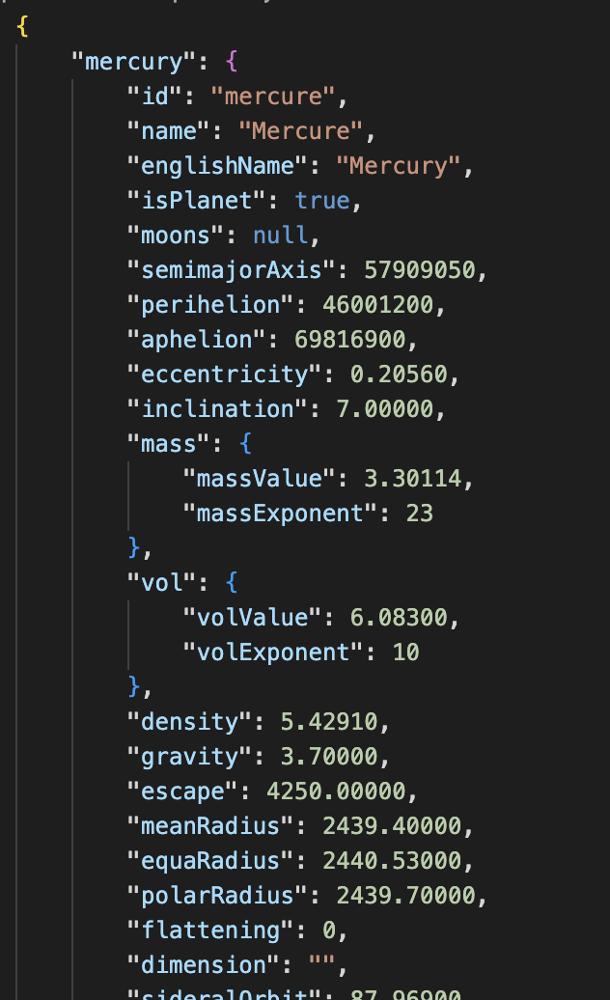 {
"mercury": {
"id": "mercure",
"name": "Mercure",
"englishName": "Mercury",
"isPlanet": true,
"moons": null,
"semimajorAxis": 57909050,
"perihelion": 46001200,
"aphelion": 69816900,
"eccentricity": 0.20560,
"inclination": 7.00000,
"mass": {
"massValue": 3.30114,
"massExponent": 23
},
"vol": {
"volValue": 6.08300,
"volExponent": 10
},
"density": 5.42910,
"gravity": 3.70000,
"escape": 4250.00000,
"meanRadius": 2439.40000,
"equaRadius": 2440.53000,
"polarRadius": 2439.70000,
"flattening": 0,
"dimension": "",
"sideralOrbit": 87.96900